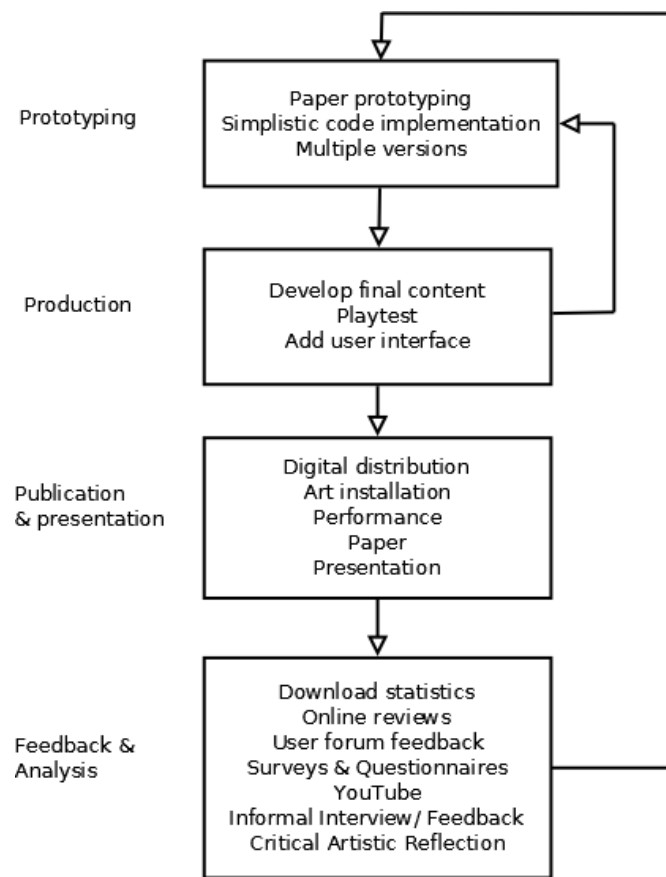 Prototyping
Paper prototyping
Simplistic code implementation
Multiple versions
Production
Develop final content
Playtest
Add user interface
Publication
& presentation
Digital distribution
Art installation
Performance
Paper
Presentation
Feedback &
Analysis
Download statistics
Online reviews
User forum feedback
Surveys & Questionnaires
YouTube
Informal Interview/ Feedback
Critical Artistic Reflection